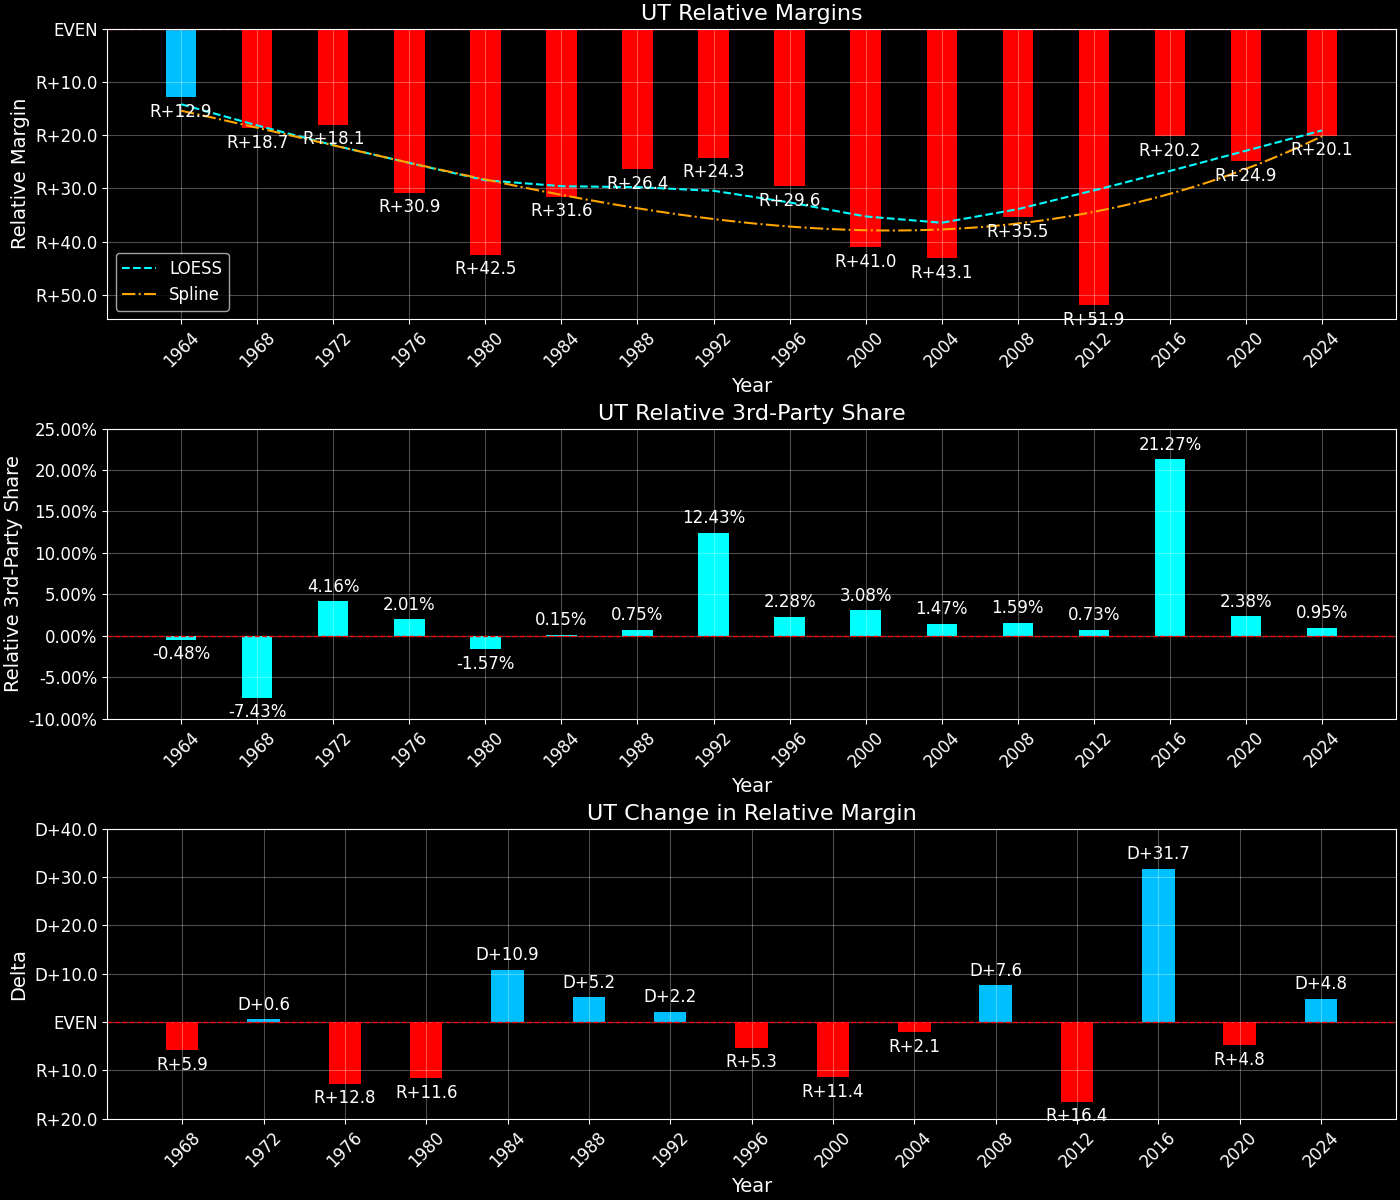 UT Relative Margins
Relative Margin
EVEN
R+10.0
R+20.0
R+30.0
R+40.0
R+50.0
R+12.9
R+18.7
R+18.1
R+30.9
R+42.5
R+31.6
R+26.4
R+24.3
R+29.6
R+41.0
R+43.1
R+35.5
R+51.9
R+20.2
R+24.9
R+20.1
LOESS
Spline
1964
1968
1972
1976
1980
1984
1988
1992
1996
2000
2004
2008
2012
2016
2020
2024
Year
UT Relative 3rd-Party Share
Relative 3rd-Party Share
25.00%
20.00%
15.00%
10.00%
5.00%
0.00%
-5.00%
-10.00%
-0.48%
-7.43%
4.16%
2.01%
-1.57%
0.15%
0.75%
12.43%
2.28%
3.08%
1.47%
1.59%
0.73%
21.27%
2.38%
0.95%
1964
1968
1972
1976
1980
1984
1988
1992
1996
2000
2004
2008
2012
2016
2020
2024
Year
UT Change in Relative Margin
Delta
D+40.0
D+30.0
D+20.0
D+10.0
EVEN
R+10.0
R+20.0
R+5.9
D+0.6
R+12.8
R+11.6
D+10.9
D+5.2
D+2.2
R+5.3
R+11.4
R+2.1
D+7.6
R+16.4
D+31.7
R+4.8
D+4.8
1968
1972
1976
1980
1984
1988
1992
1996
2000
2004
2008
2012
2016
2020
2024
Year